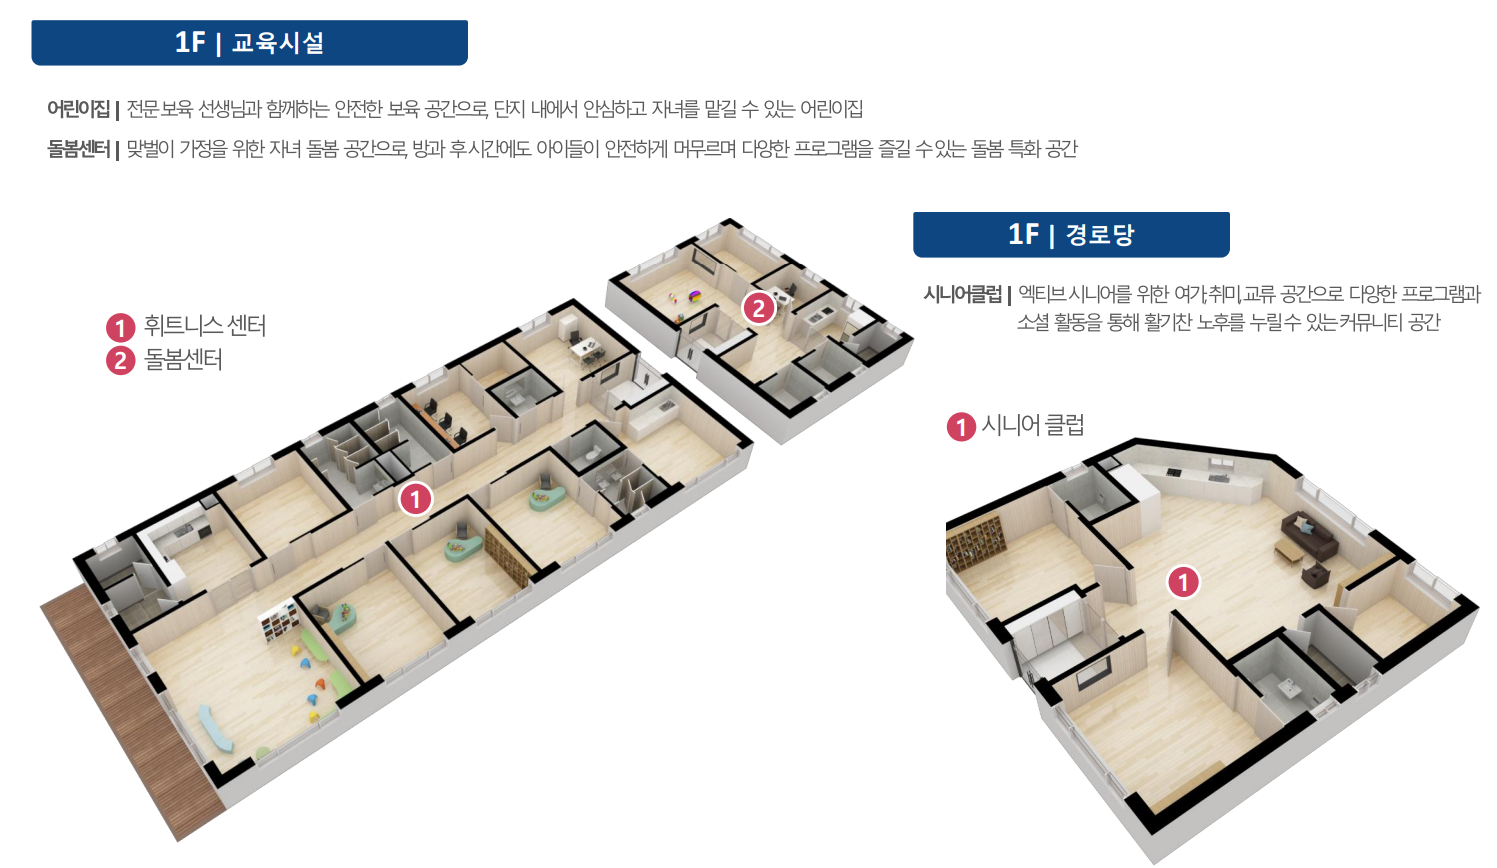 1F | 교육시설
어린이집 | 전문 보육 선생님과 함께하는 안전한 보육 공간으로, 단지 내에서 안심하고 자녀를 맡길 수 있는 어린이집
돌봄센터 | 맞벌이 가정을 위한 자녀 돌봄 공간으로, 방과 후 시간에도 아이들이 안전하게 머무르며 다양한 프로그램을 즐길 수 있는 돌봄 특화 공간
1 휘트니스 센터
2 돌봄센터
2
1
1F | 경로당
시니어클럽 | 액티브 시니어를 위한 여가,취미,교류 공간으로 다양한 프로그램과
소셜 활동을 통해 활기찬 노후를 누릴 수 있는 커뮤니티 공간
1 시니어 클럽
1